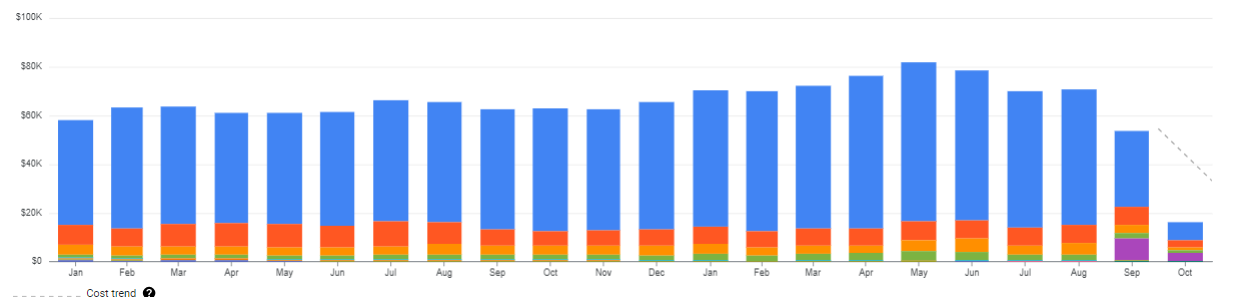 $100K
$80K
$60K
$40K
$20K
$0
Jan Feb Mar Apr May Jun Jul Aug Sep Oct Nov Dec Jan Feb Mar Apr May Jun Jul Aug Sep Oct
Cost trend ?